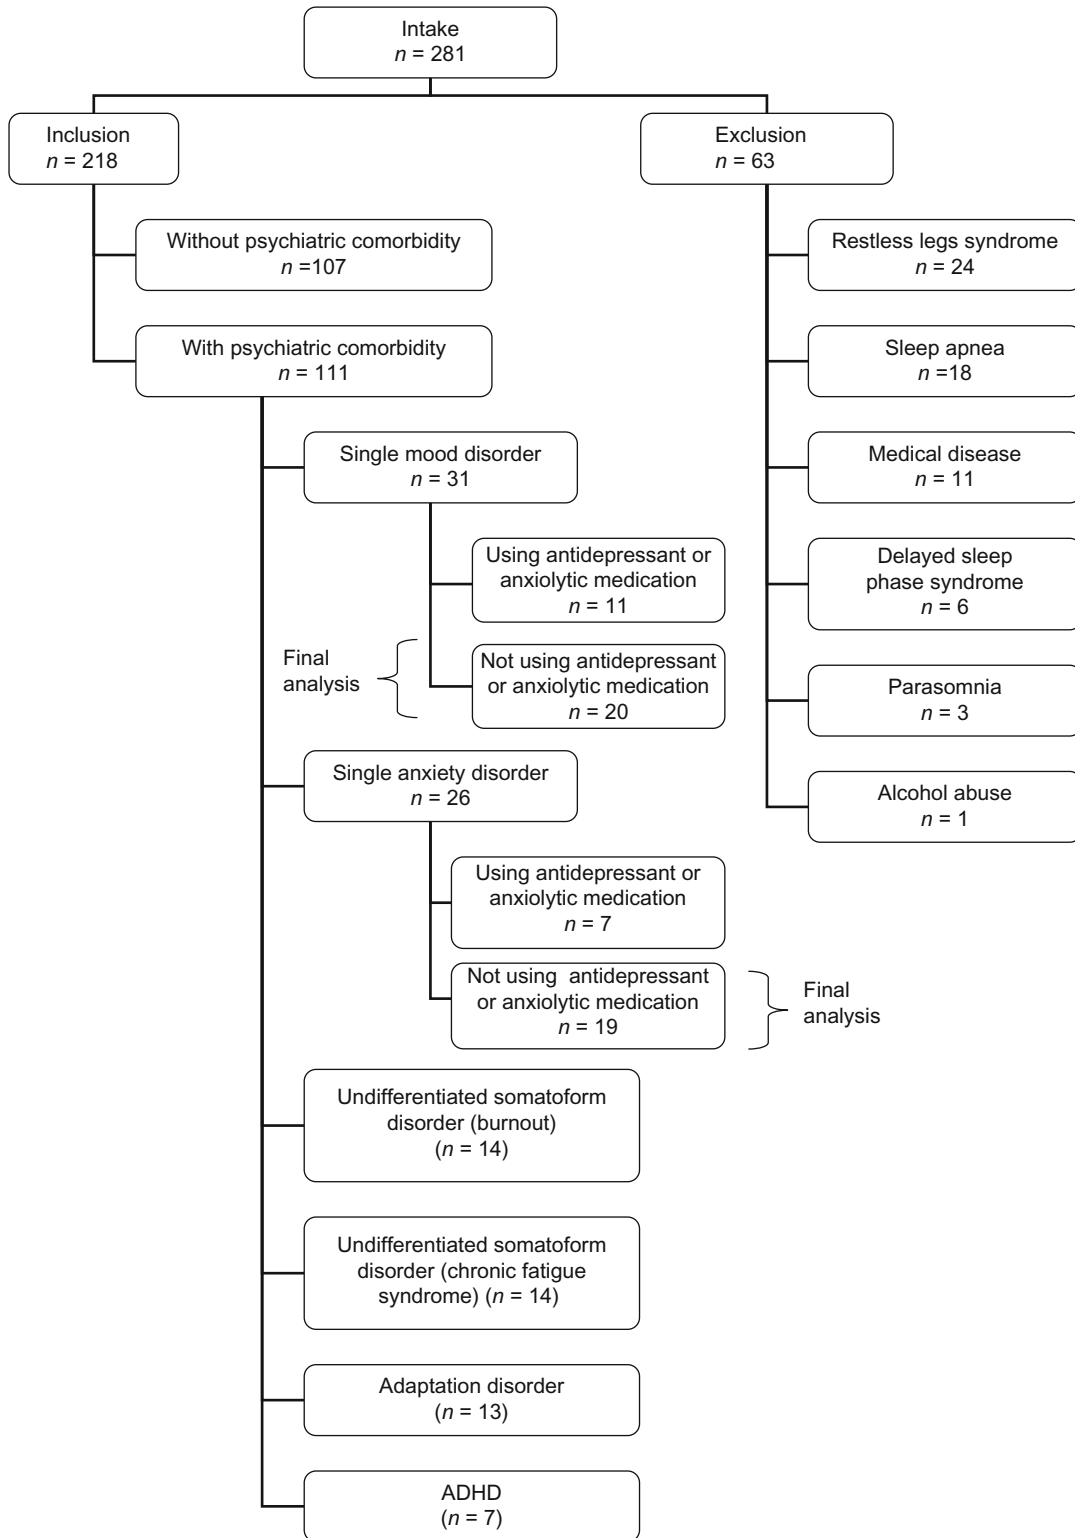 Intake
n = 281
Inclusion
n = 218
Exclusion
n = 63
Without psychiatric comorbidity
n =107
With psychiatric comorbidity
n = 111
Single mood disorder
n = 31
Using antidepressant or
anxiolytic medication
n = 11
Final
analysis
Not using antidepressant
or anxiolytic medication
n = 20
Single anxiety disorder
n = 26
Using antidepressant or
anxiolytic medication
n = 7
Not using antidepressant
or anxiolytic medication
n = 19
Final
analysis
Undifferentiated somatoform
disorder (burnout)
(n = 14)
Undifferentiated somatoform
disorder (chronic fatigue
syndrome) (n = 14)
Adaptation disorder
(n = 13)
ADHD
(n = 7)
Restless legs syndrome
n = 24
Sleep apnea
n =18
Medical disease
n = 11
Delayed sleep
phase syndrome
n = 6
Parasomnia
n = 3
Alcohol abuse
n = 1